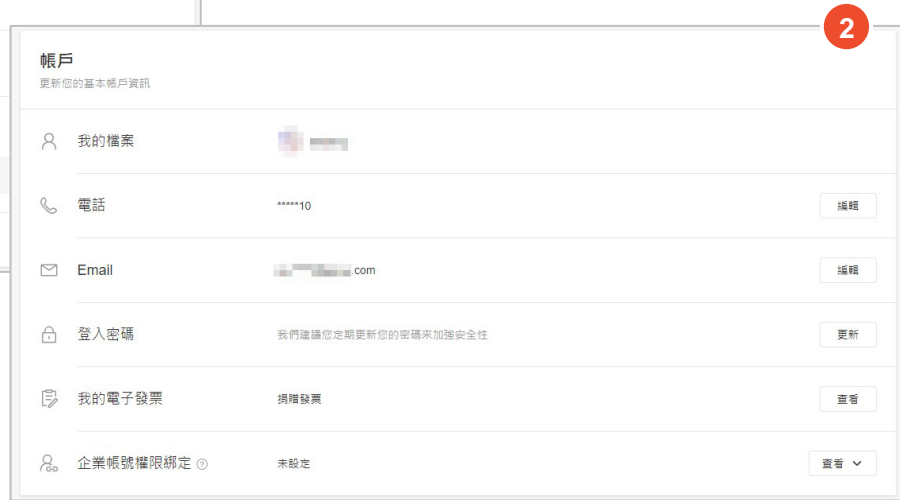 2
帳戶
更新您的基本帳戶資訊
我的檔案
電話 *****10 編輯
Email .com 編輯
登入密碼 我們建議您定期更新您的密碼來加強安全性 更新
我的電子發票 捐贈發票 查看
企業帳號權限綁定 ? 未設定 查看